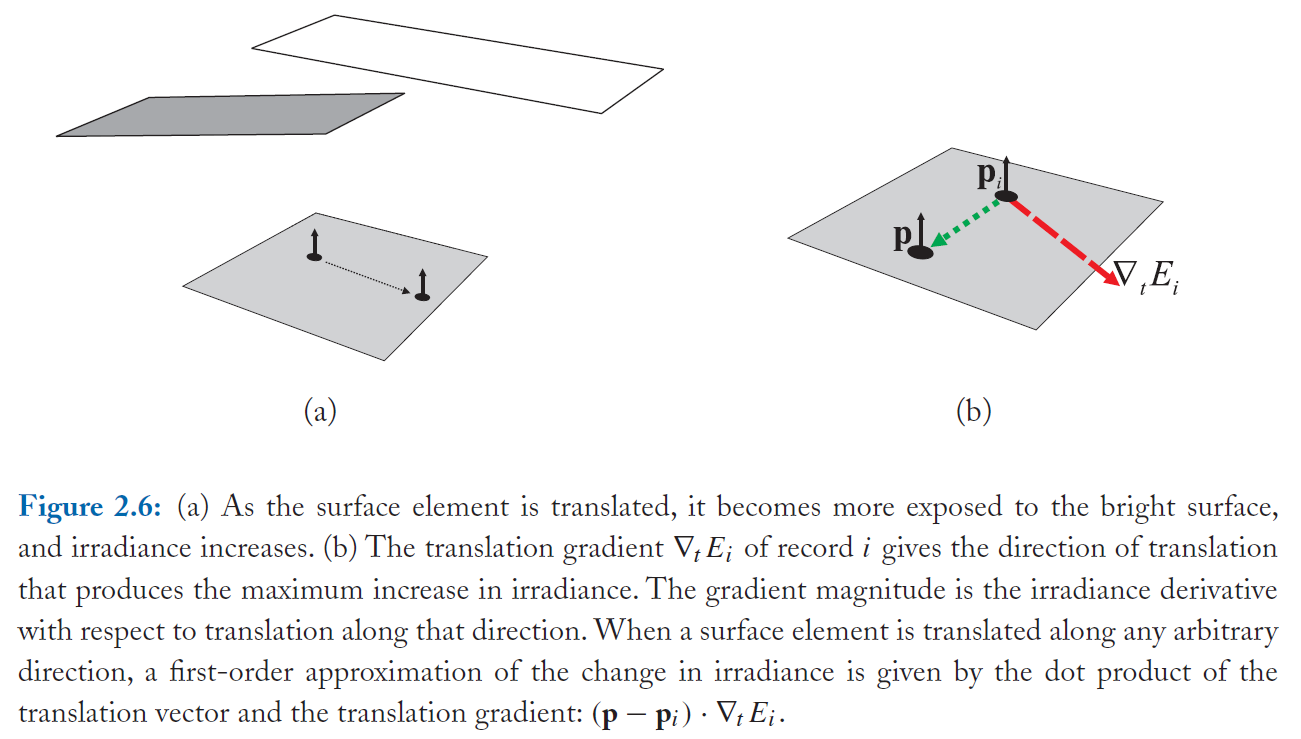 p_i
p
∇_t E_i
(a)
(b)
Figure 2.6: (a) As the surface element is translated, it becomes more exposed to the bright surface,
and irradiance increases. (b) The translation gradient ∇_t E_i of record i gives the direction of translation
that produces the maximum increase in irradiance. The gradient magnitude is the irradiance derivative
with respect to translation along that direction. When a surface element is translated along any arbitrary
direction, a first-order approximation of the change in irradiance is given by the dot product of the
translation vector and the translation gradient: (p − p_i) · ∇_t E_i.